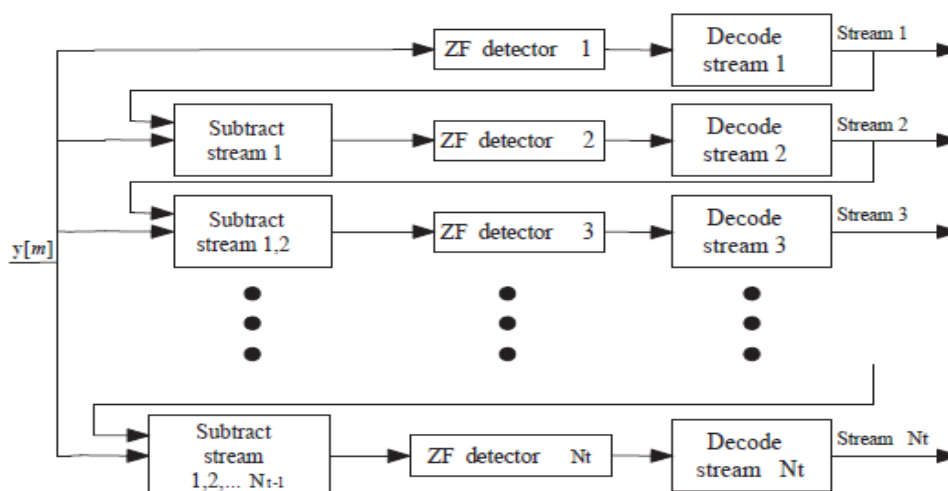 ZF detector 1
Decode
stream 1
Stream 1
Subtract
stream 1
ZF detector 2
Decode
stream 2
Stream 2
Subtract
stream 1,2
ZF detector 3
Decode
stream 3
Stream 3
y[m]
Subtract
stream
1,2,... Nt-1
ZF detector Nt
Decode
stream Nt
Stream Nt